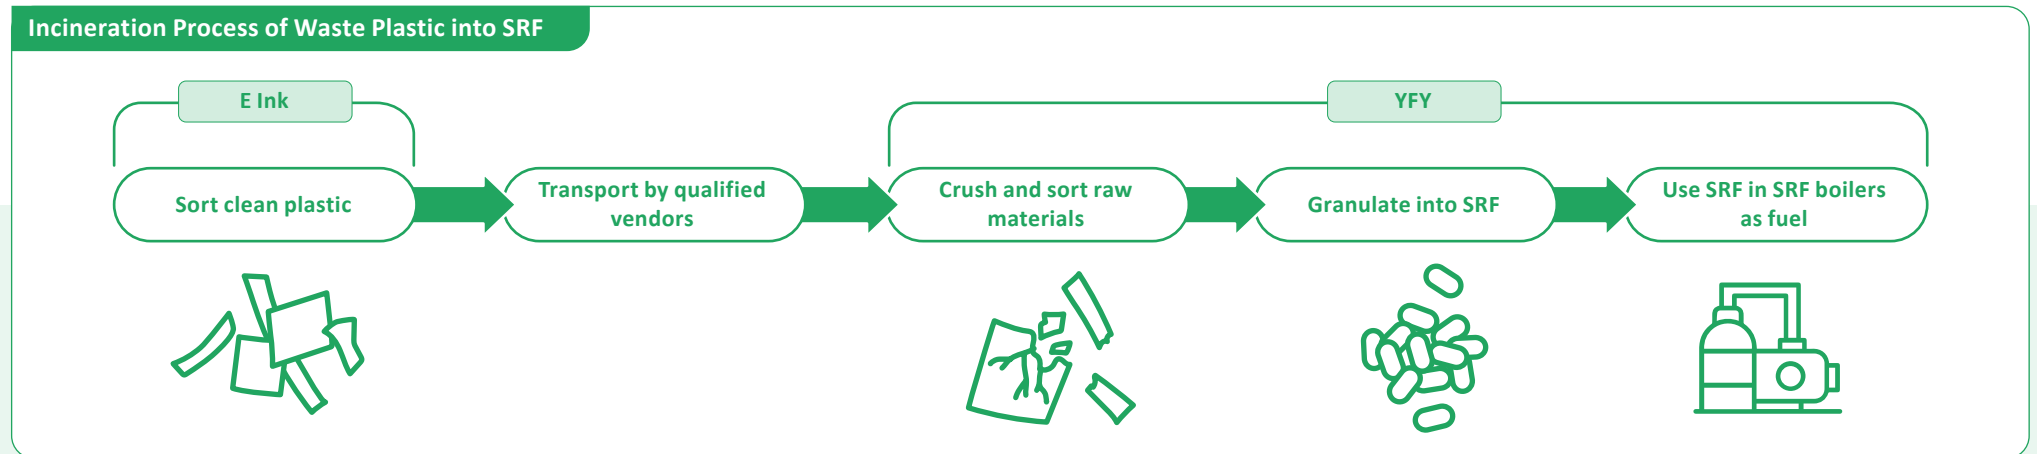 Incineration Process of Waste Plastic into SRF
E Ink
YFY
Sort clean plastic
Transport by qualified
vendors
Crush and sort raw
materials
Granulate into SRF
Use SRF in SRF boilers
as fuel